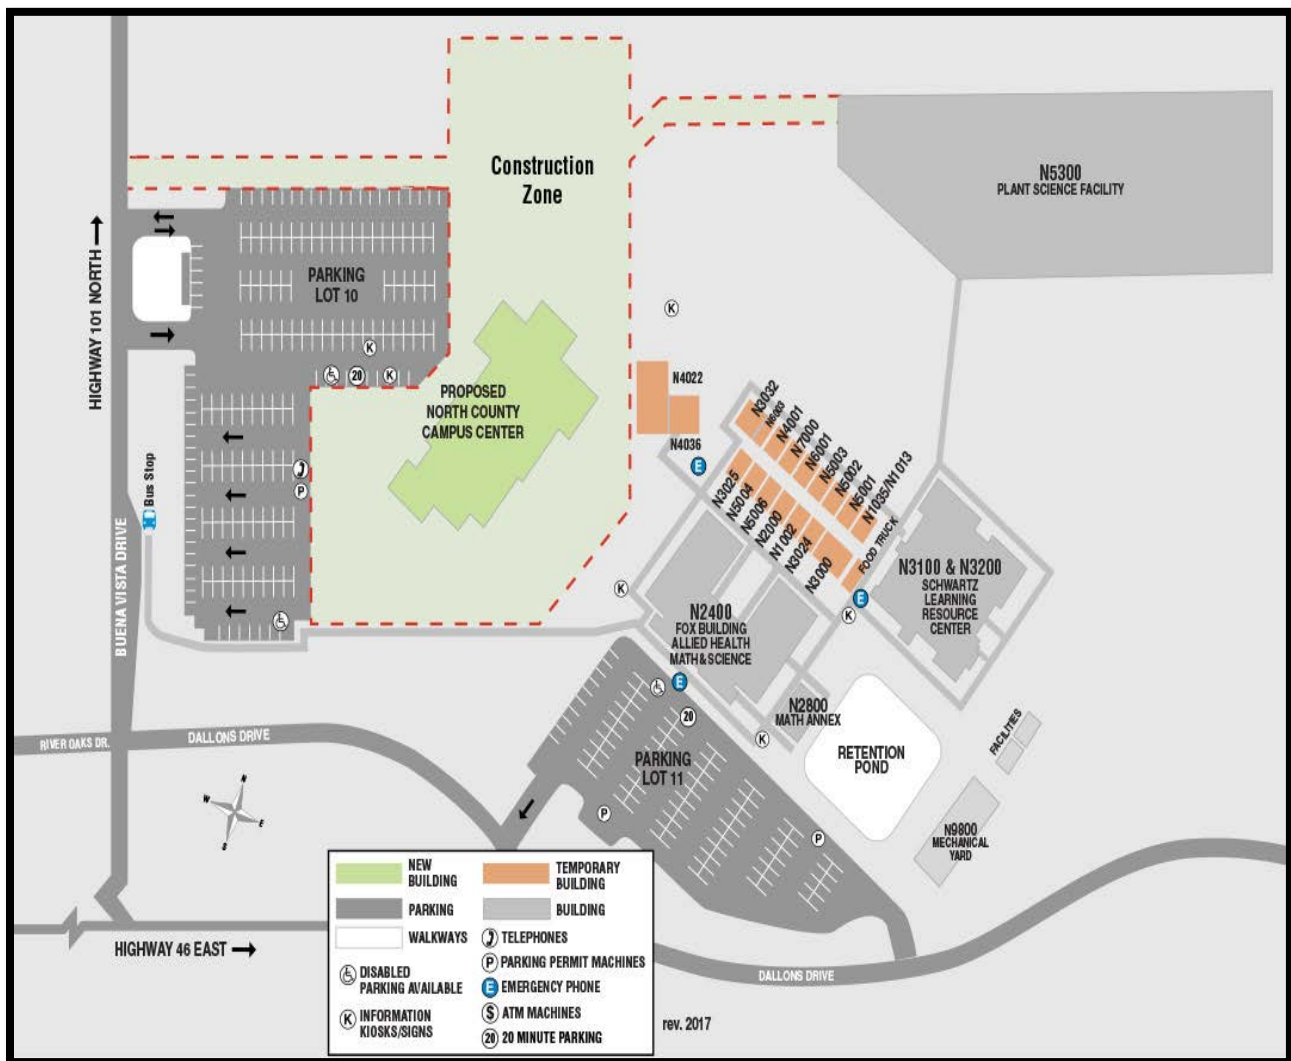 Construction
Zone
N5300
PLANT SCIENCE FACILITY
HIGHWAY 101 NORTH
PARKING
LOT 10
K
K
20
K
PROPOSED
NORTH COUNTY
CAMPUS CENTER
N4022
N4036
E
N3032
N6003
N4001
N7000
N6001
N5003
N5002
N5001
N1035/N1013
N3025
N5004
N5006
N2000
N1002
N3024
N3000
FOOD TRUCK
E
K
K
P
Bus Stop
BUENA VISTA DRIVE
N3100 & N3200
SCHWARTZ
LEARNING
RESOURCE
CENTER
N2400
FOX BUILDING
ALLIED HEALTH
MATH & SCIENCE
E
20
N2800
MATH ANNEX
K
PARKING
LOT 11
P
P
RETENTION
POND
FACILITIES
N9800
MECHANICAL
YARD
RIVER OAKS DR.
DALLONS DRIVE
N
W
E
S
HIGHWAY 46 EAST
DALLONS DRIVE
NEW
BUILDING
TEMPORARY
BUILDING
PARKING
BUILDING
WALKWAYS
TELEPHONES
P PARKING PERMIT MACHINES
DISABLED
PARKING AVAILABLE
E EMERGENCY PHONE
K INFORMATION
KIOSKS/SIGNS
$ ATM MACHINES
20 20 MINUTE PARKING
rev. 2017